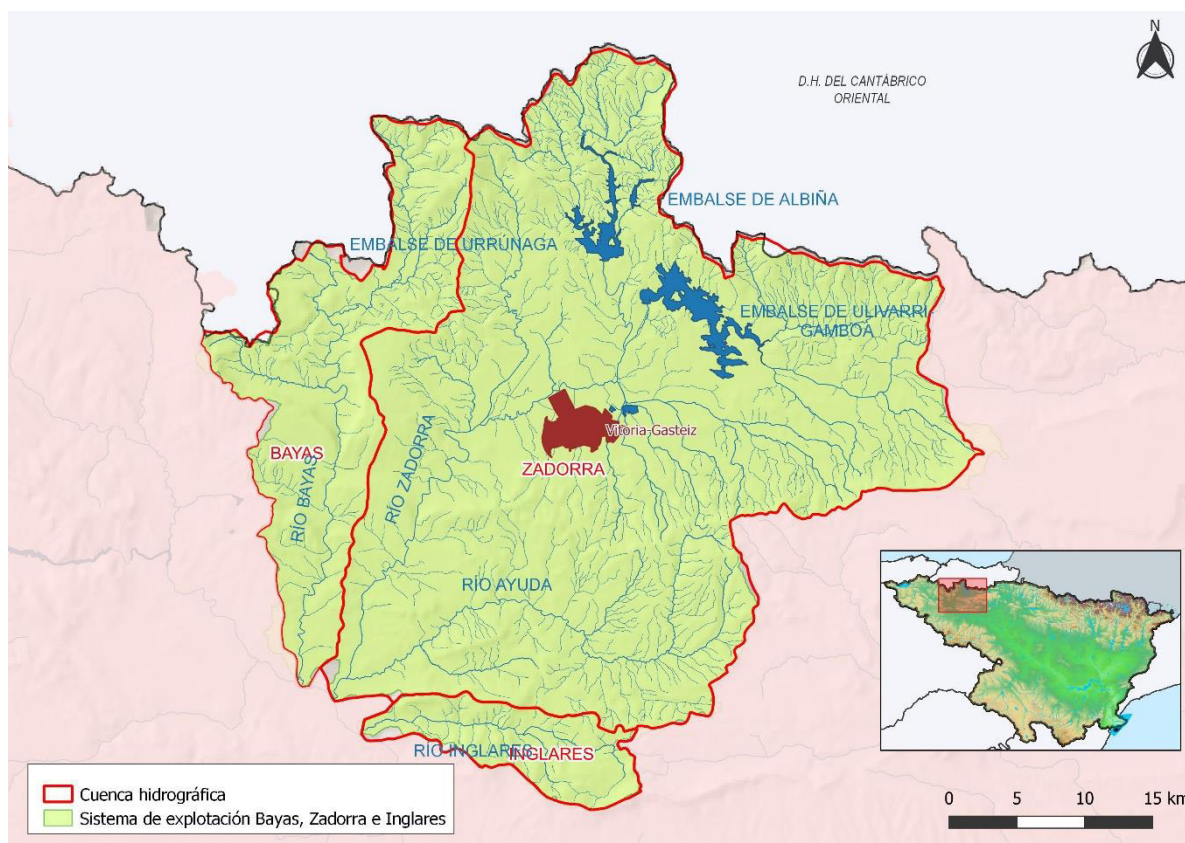 N
D.H. DEL CANTÁBRICO
ORIENTAL
EMBALSE DE ALBIÑA
EMBALSE DE URRÚNAGA
EMBALSE DE ULIVARRI-
GAMBOA
Vitoria-Gasteiz
BAYAS
RÍO BAYAS
RÍO ZADORRA
ZADORRA
RÍO AYUDA
RÍO INGLARES
INGLARES
Cuenca hidrográfica
Sistema de explotación Bayas, Zadorra e Inglares
0 5 10 15 km